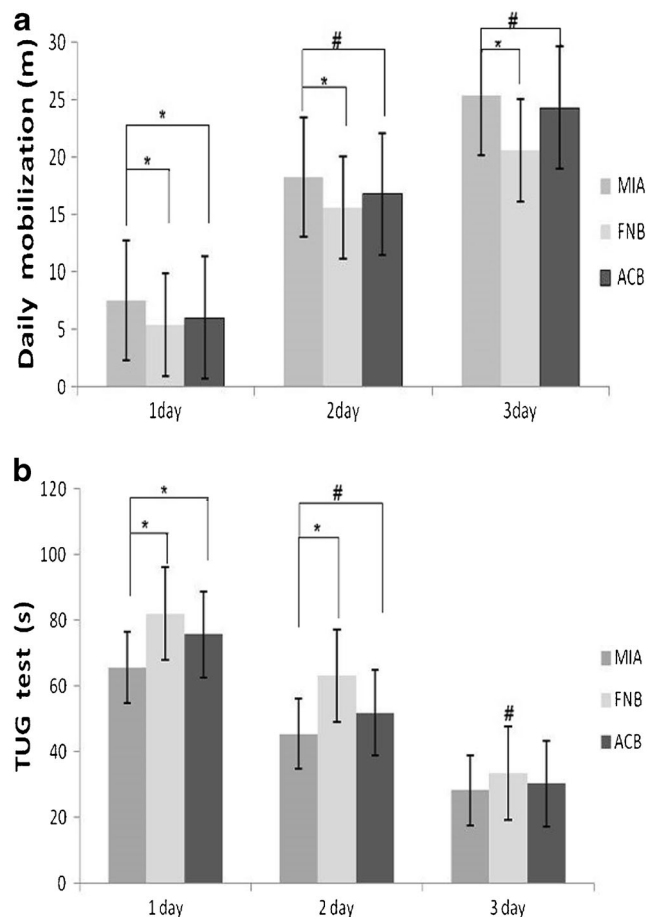 a
Daily mobilization (m)
30
25
20
15
10
5
0
* *
# *
# *
1day 2day 3day
MIA
FNB
ACB
b
TUG test (s)
120
100
80
60
40
20
0
* *
# *
#
1 day 2 day 3 day
MIA
FNB
ACB